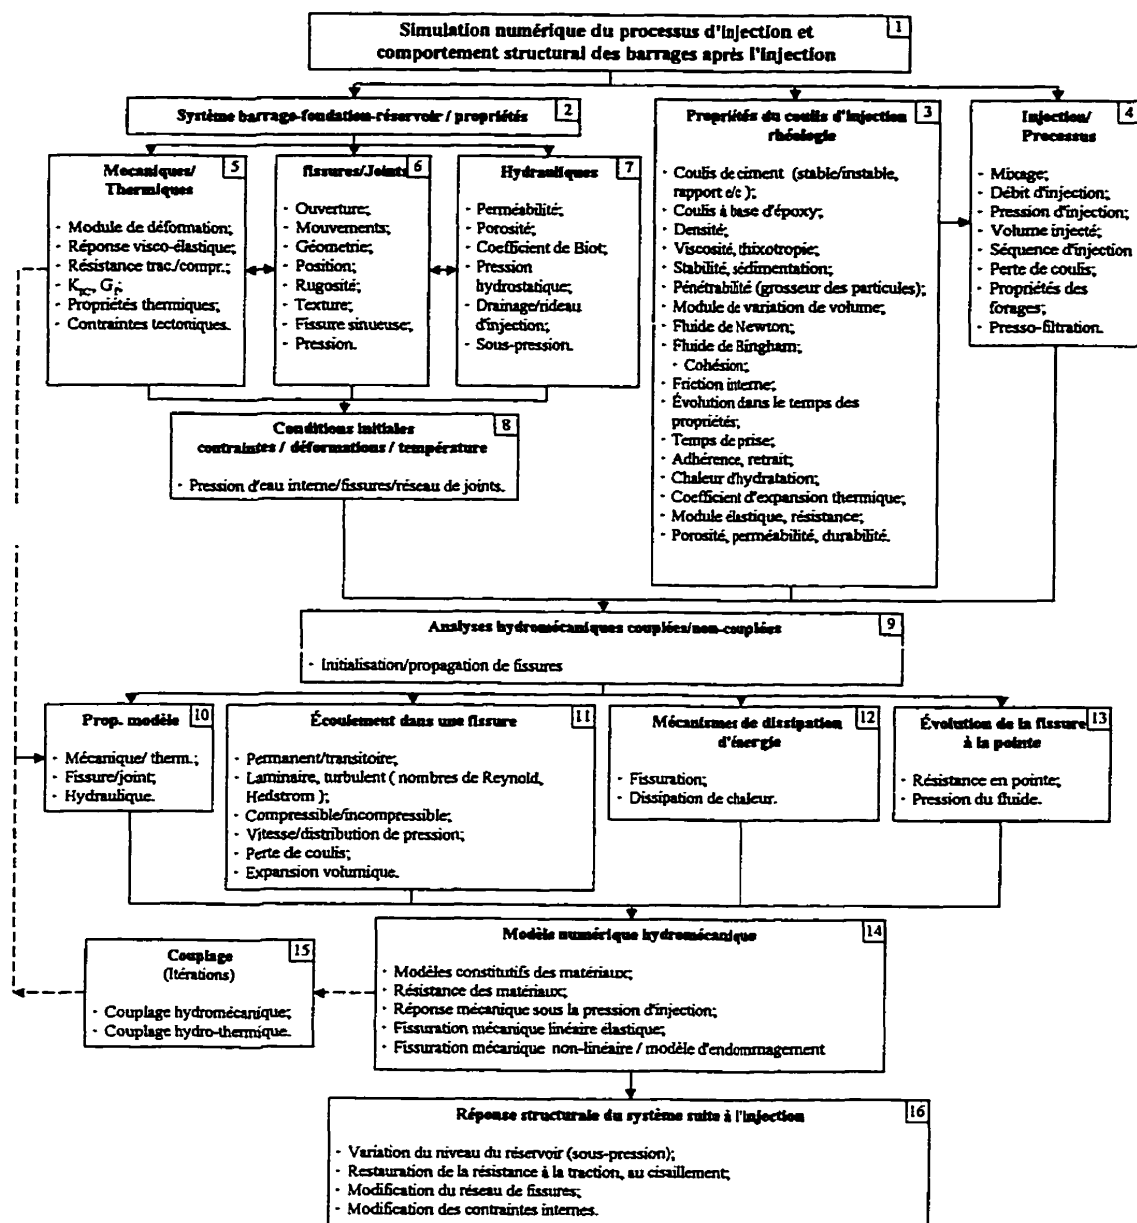 1
Simulation numérique du processus d'injection et
comportement structural des barrages après l'injection
2
Système barrage-fondation-réservoir / propriétés
3
Propriétés du coulis d'injection
rhéologie
- Coulis de ciment (stable/instable,
rapport e/c );
- Coulis à base d'époxy;
- Densité;
- Viscosité, thixotropie;
- Stabilité, sédimentation;
- Pénétrabilité (grosseur des particules);
- Module de variation de volume;
- Fluide de Newton;
- Fluide de Bingham;
- Cohésion;
- Friction interne;
- Évolution dans le temps des
propriétés;
- Temps de prise;
- Adhérence, retrait;
- Chaleur d'hydratation;
- Coefficient d'expansion thermique;
- Module élastique, résistance;
- Porosité, perméabilité, durabilité.
4
Injection/
Processus
- Mixage;
- Débit d'injection;
- Pression d'injection;
- Volume injecté;
- Séquence d'injection
- Perte de coulis;
- Propriétés des
forages;
- Presso-filtration.
5
Mecaniques/
Thermiques
- Module de déformation;
- Réponse visco-élastique;
- Résistance trac./compr.;
- K_IC, G_f;
- Propriétés thermiques;
- Contraintes tectoniques.
6
fissures/Joints
- Ouverture;
- Mouvements;
- Géometrie;
- Position;
- Rugosité;
- Texture;
- Fissure sinueuse;
- Pression.
7
Hydrauliques
- Perméabilité;
- Porosité;
- Coefficient de Biot;
- Pression
hydrostatique;
- Drainage/rideau
d'injection;
- Sous-pression.
8
Conditions initiales
contraintes / déformations / température
- Pression d'eau interne/fissures/réseau de joints.
9
Analyses hydromécaniques couplées/non-couplées
- Initialisation/propagation de fissures
10
Prop. modèle
- Mécanique/ therm.;
- Fissure/joint;
- Hydraulique.
11
Écoulement dans une fissure
- Permanent/transitoire;
- Laminaire, turbulent ( nombres de Reynold,
Hedstrom );
- Compressible/incompressible;
- Vitesse/distribution de pression;
- Perte de coulis;
- Expansion volumique.
12
Mécanismes de dissipation
d'énergie
- Fissuration;
- Dissipation de chaleur.
13
Évolution de la fissure
à la pointe
- Résistance en pointe;
- Pression du fluide.
14
Modèle numérique hydromécanique
- Modèles constitutifs des matériaux;
- Résistance des matériaux;
- Réponse mécanique sous la pression d'injection;
- Fissuration mécanique linéaire élastique;
- Fissuration mécanique non-linéaire / modèle d'endommagement
15
Couplage
(Itérations)
- Couplage hydromécanique;
- Couplage hydro-thermique.
16
Réponse structurale du système suite à l'injection
- Variation du niveau du réservoir (sous-pression);
- Restauration de la résistance à la traction, au cisaillement;
- Modification du réseau de fissures;
- Modification des contraintes internes.